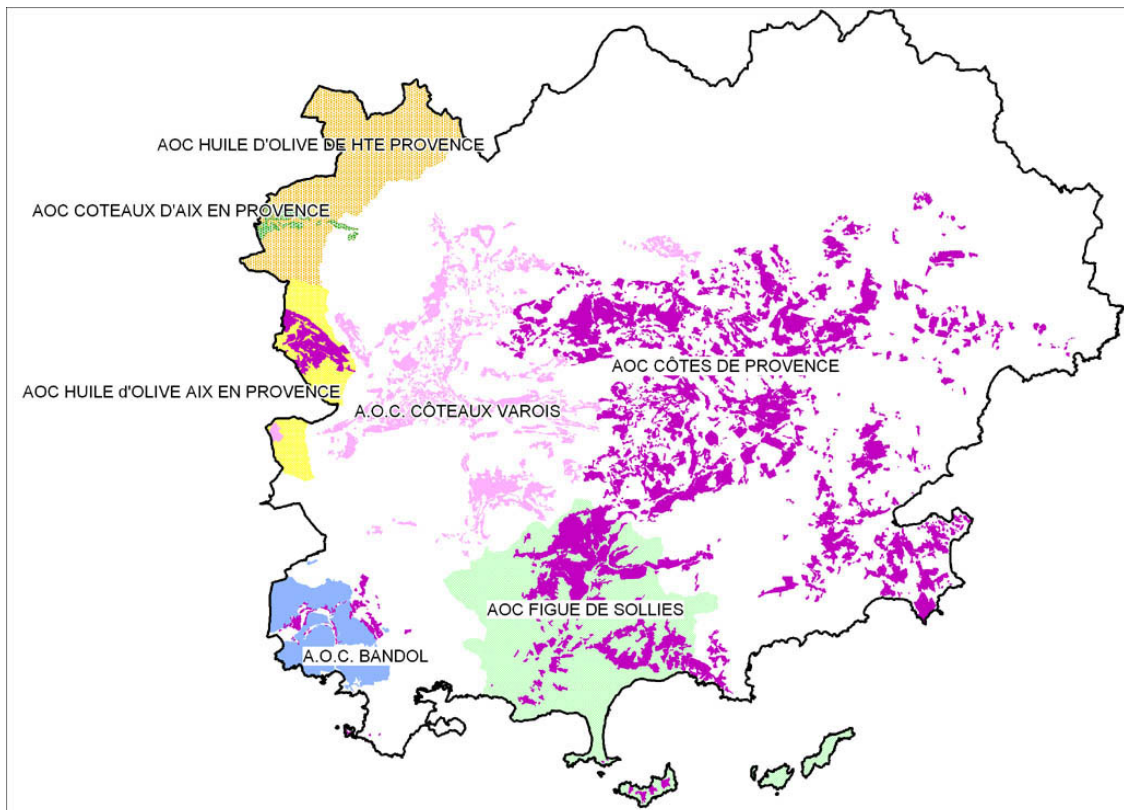 AOC HUILE D'OLIVE DE HTE PROVENCE
AOC COTEAUX D'AIX EN PROVENCE
AOC CÔTES DE PROVENCE
AOC HUILE d'OLIVE AIX EN PROVENCE
A.O.C. CÔTEAUX VAROIS
AOC FIGUE DE SOLLIES
A.O.C. BANDOL